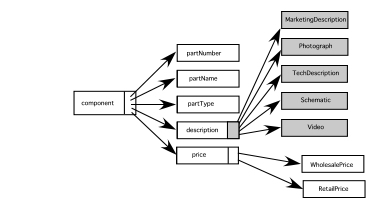 MarketingDescription
partNumber
Photograph
partName
TechDescription
component
partType
Schematic
description
Video
price
WholesalePrice
RetailPrice